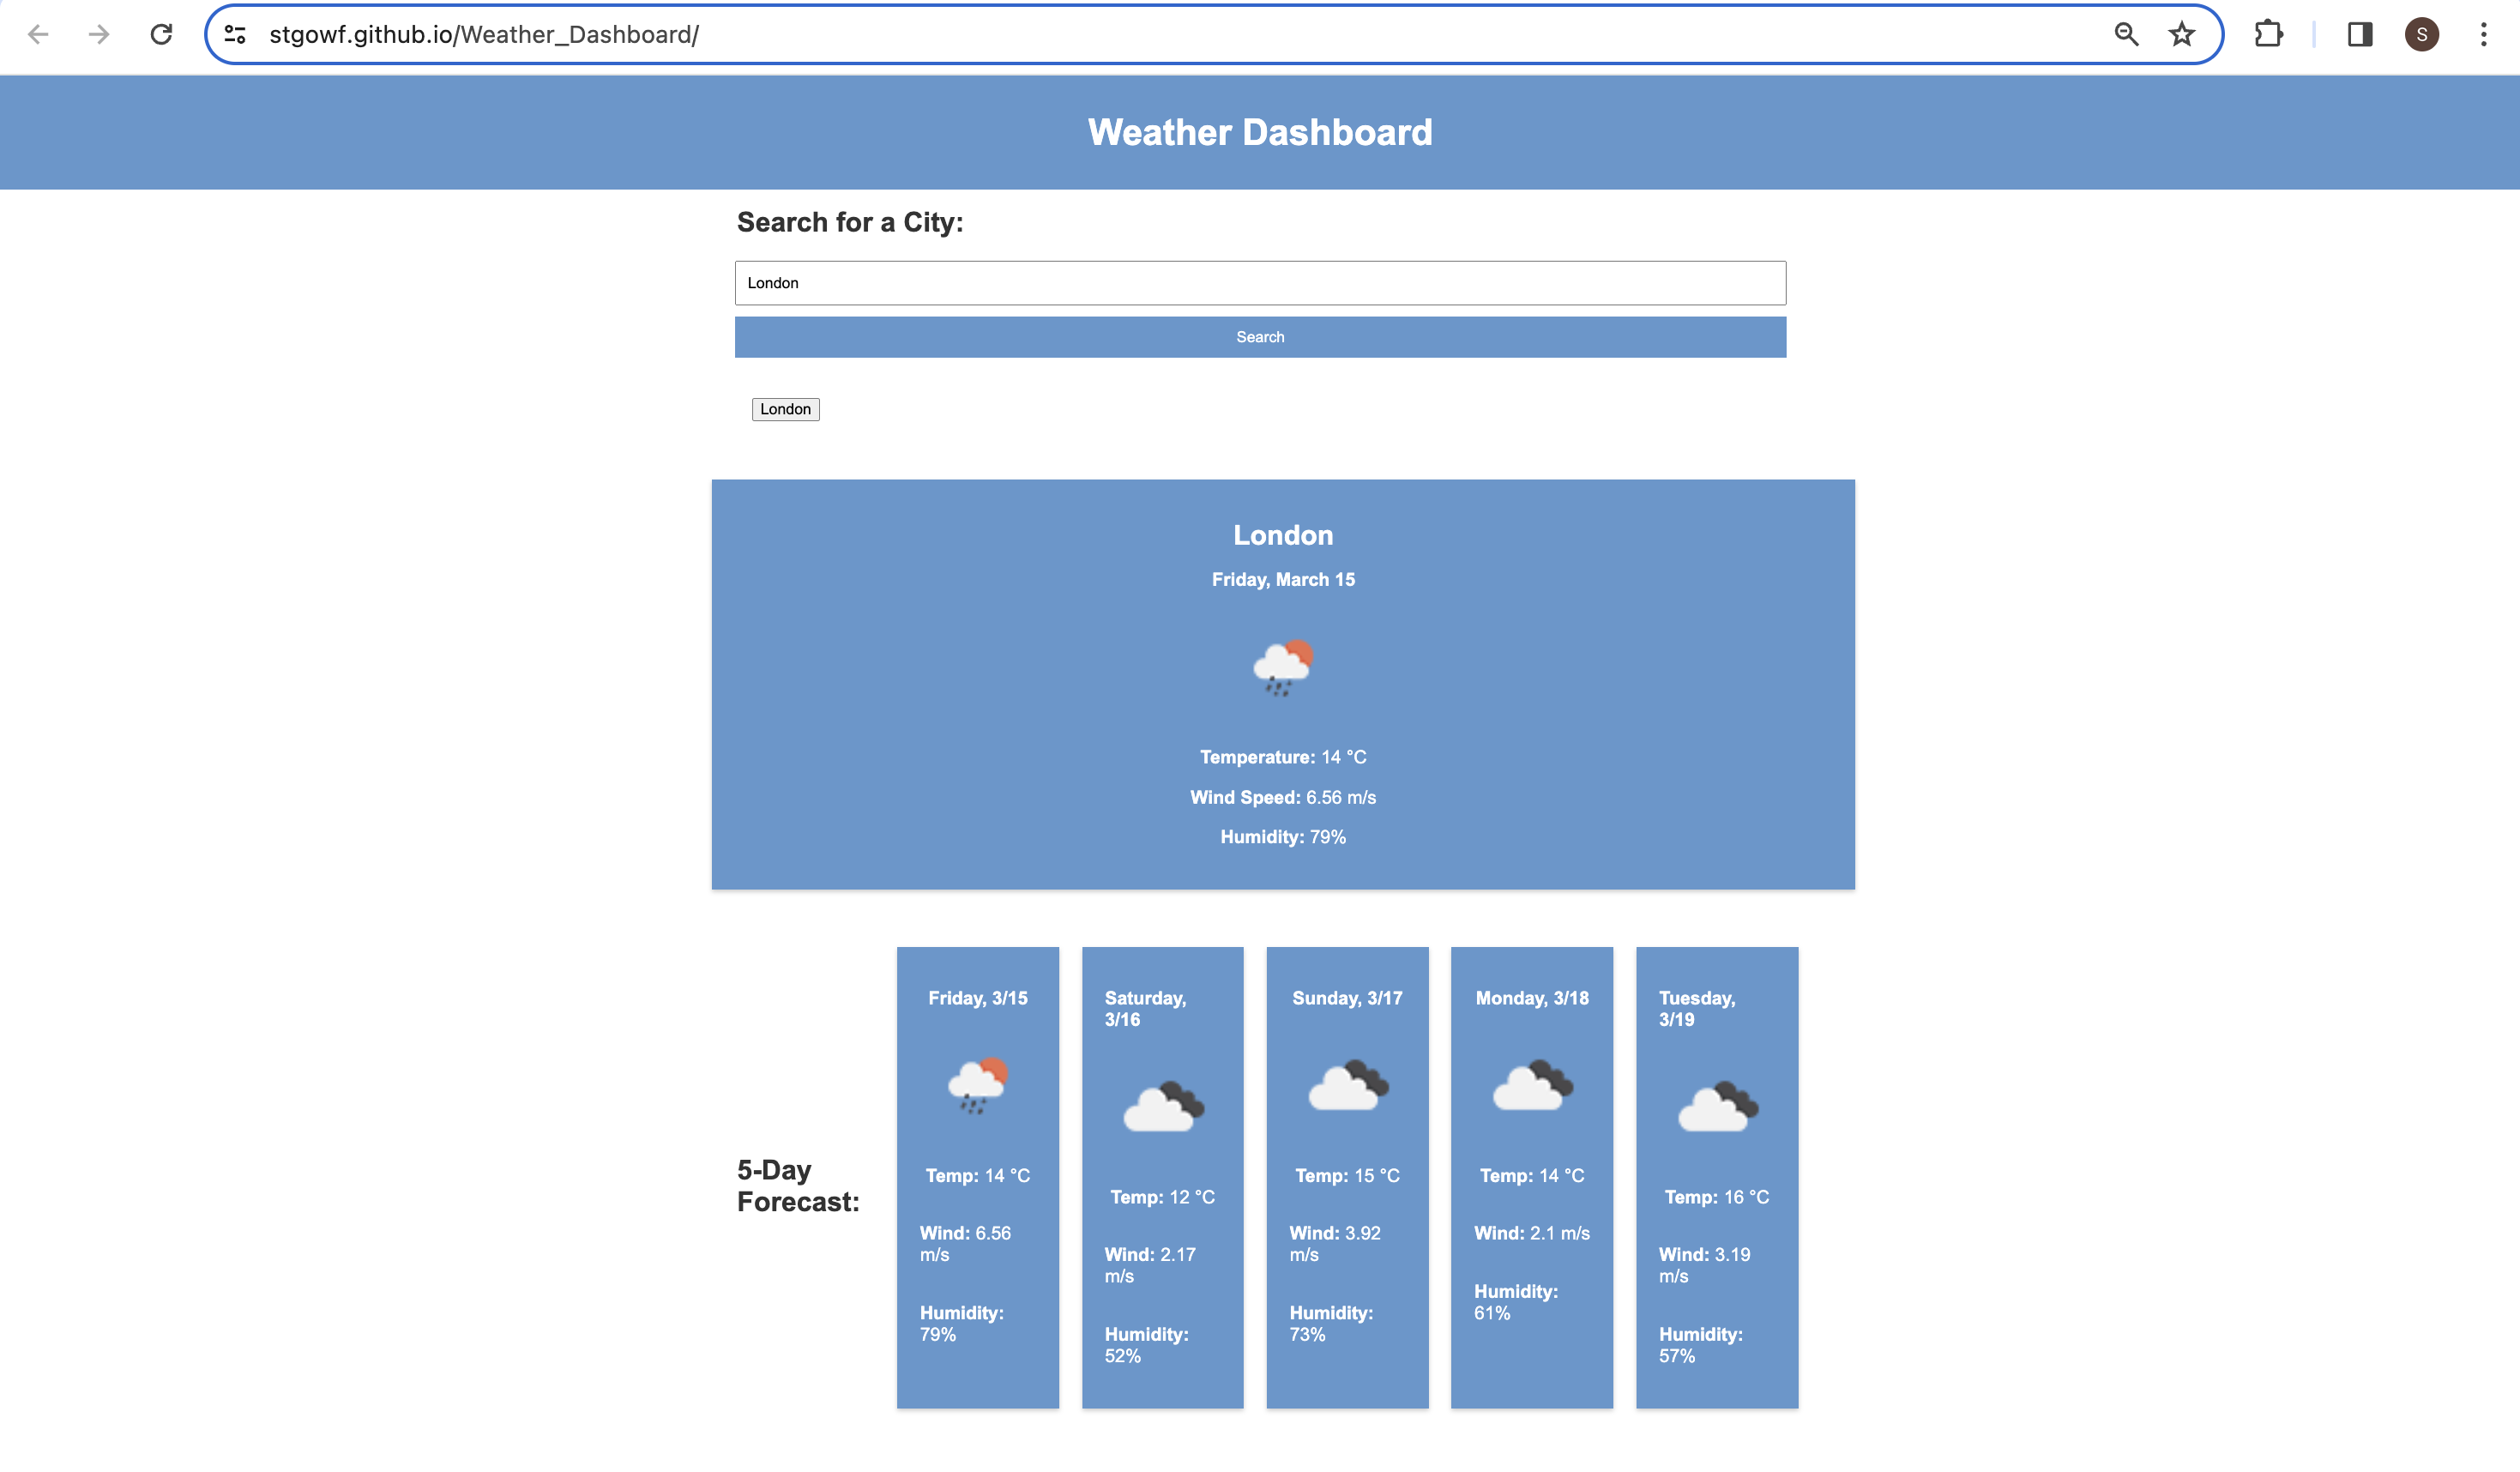 stgowf.github.io/Weather_Dashboard/
S
Weather Dashboard
Search for a City:
London
Search
London
London
Friday, March 15
Temperature: 14 °C
Wind Speed: 6.56 m/s
Humidity: 79%
5-Day
Forecast:
Friday, 3/15
Temp: 14 °C
Wind: 6.56
m/s
Humidity:
79%
Saturday,
3/16
Temp: 12 °C
Wind: 2.17
m/s
Humidity:
52%
Sunday, 3/17
Temp: 15 °C
Wind: 3.92
m/s
Humidity:
73%
Monday, 3/18
Temp: 14 °C
Wind: 2.1 m/s
Humidity:
61%
Tuesday,
3/19
Temp: 16 °C
Wind: 3.19
m/s
Humidity:
57%